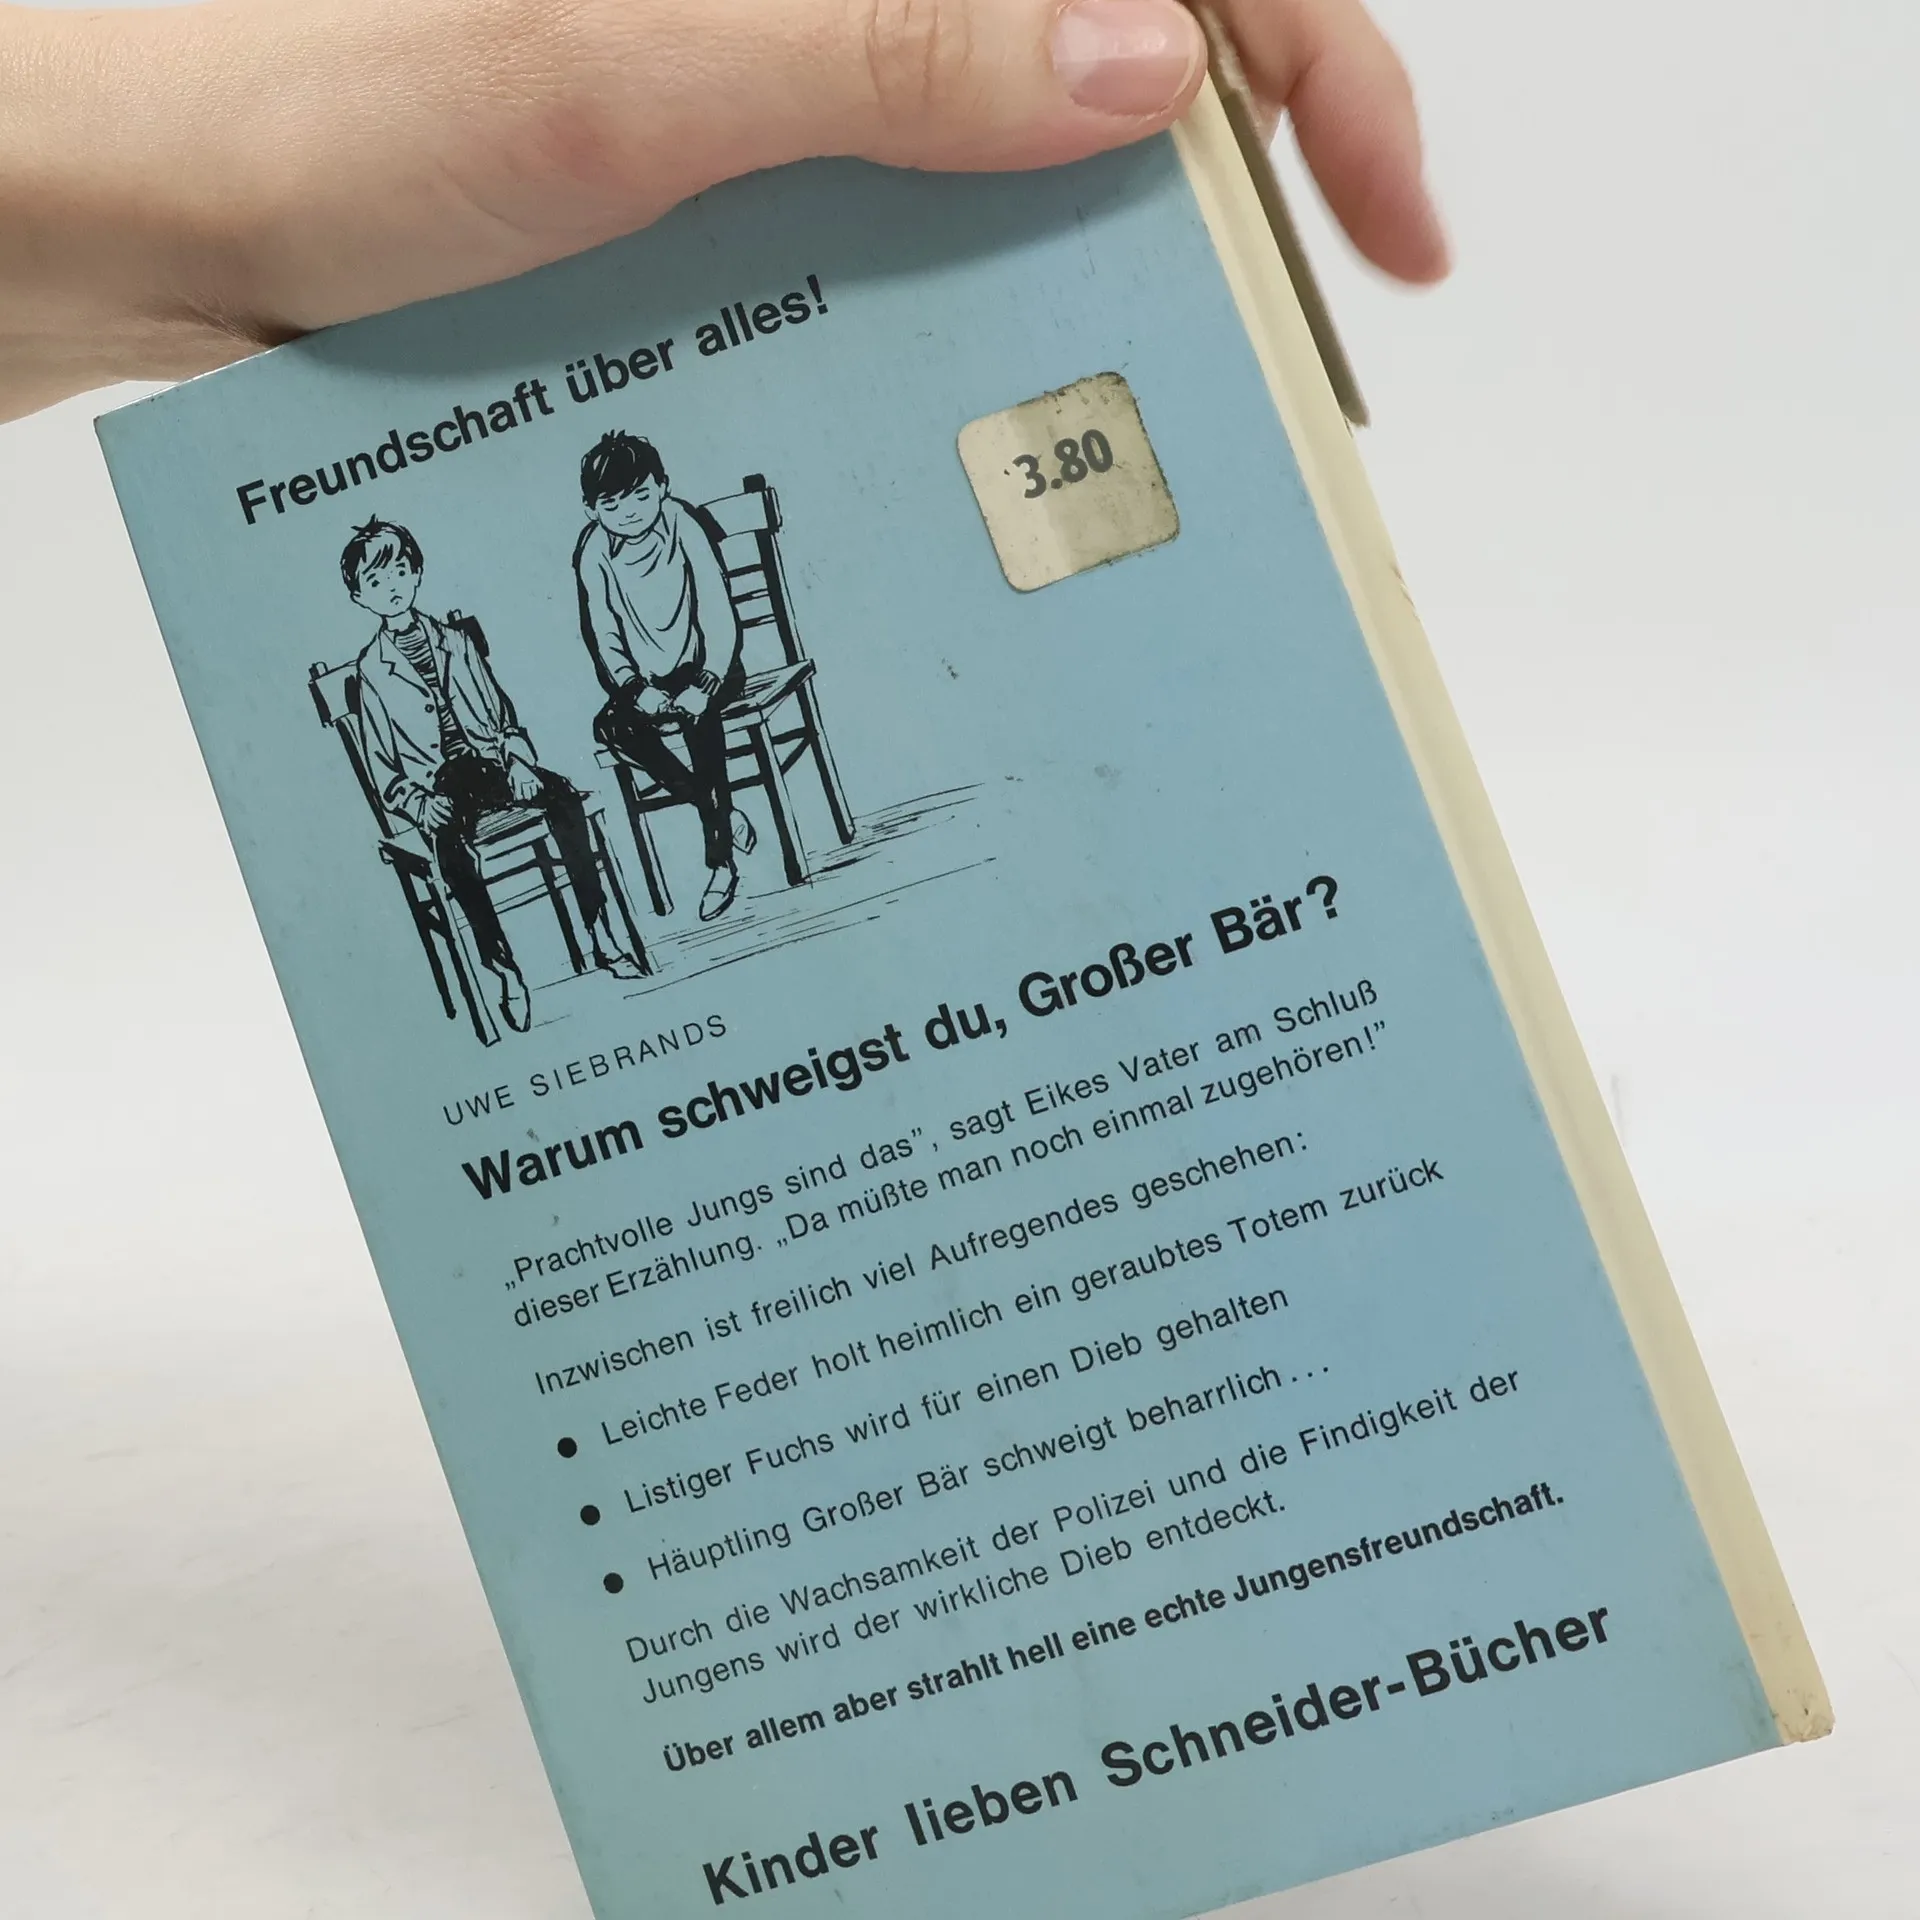 Freundschaft über alles!
3.80
UWE SIEBRANDS
Warum schweigst du, Großer Bär?
„Prachtvolle Jungs sind das”, sagt Eikes Vater am Schluß
dieser Erzählung. „Da müßte man noch einmal zugehören!”
Inzwischen ist freilich viel Aufregendes geschehen:
● Leichte Feder holt heimlich ein geraubtes Totem zurück
● Listiger Fuchs wird für einen Dieb gehalten
● Häuptling Großer Bär schweigt beharrlich...
Durch die Wachsamkeit der Polizei und die Findigkeit der
Jungens wird der wirkliche Dieb entdeckt.
Über allem aber strahlt hell eine echte Jungensfreundschaft.
Kinder lieben Schneider-Bücher